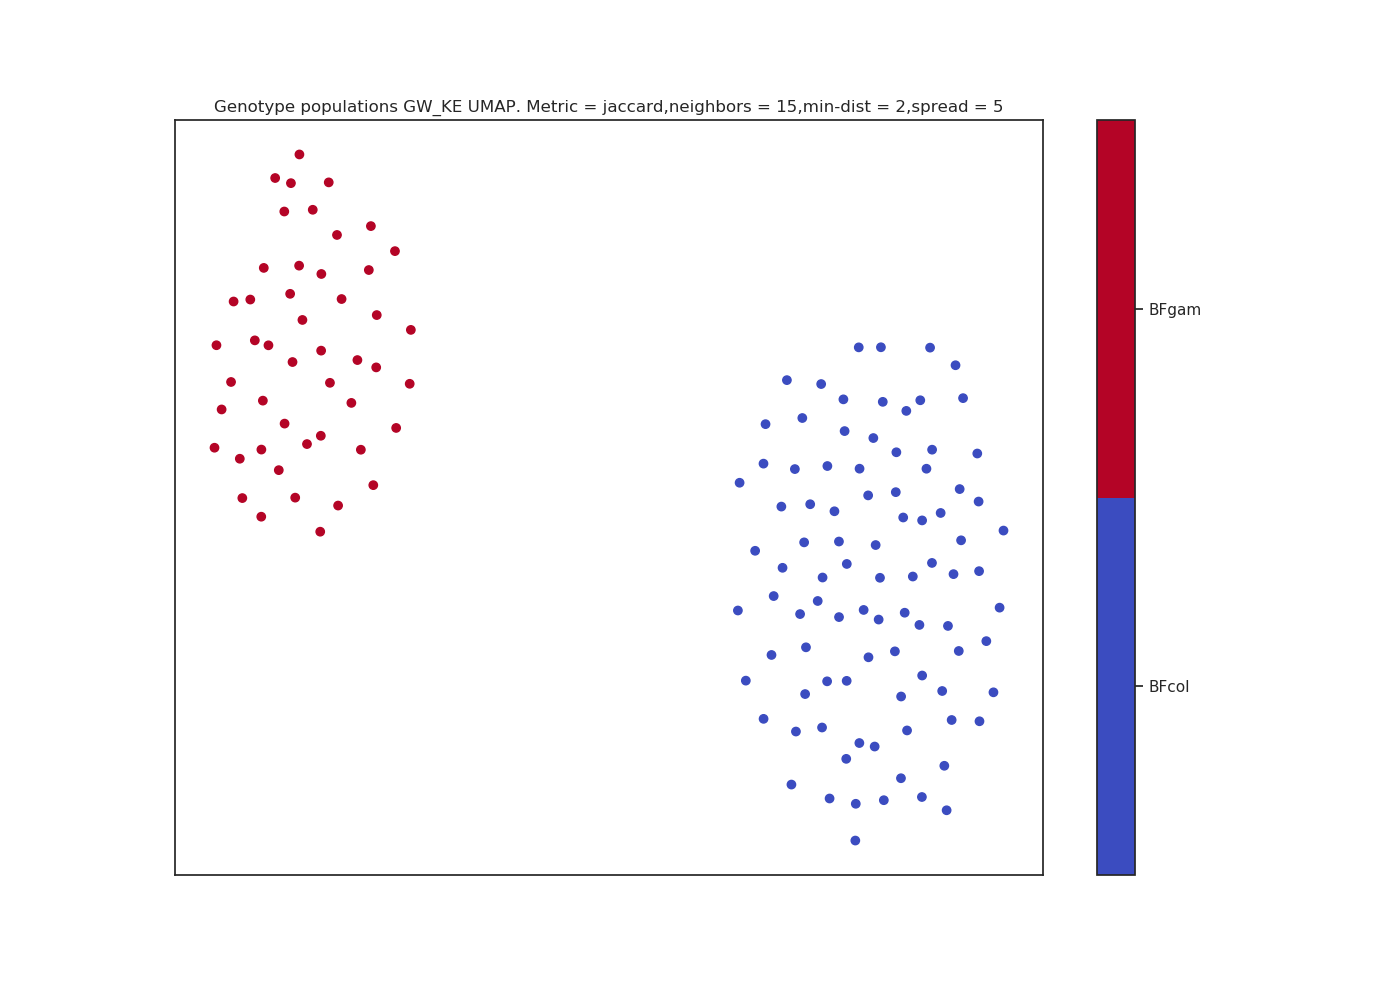 Genotype populations GW_KE UMAP. Metric = jaccard,neighbors = 15,min-dist = 2,spread = 5
BFgam
BFcol